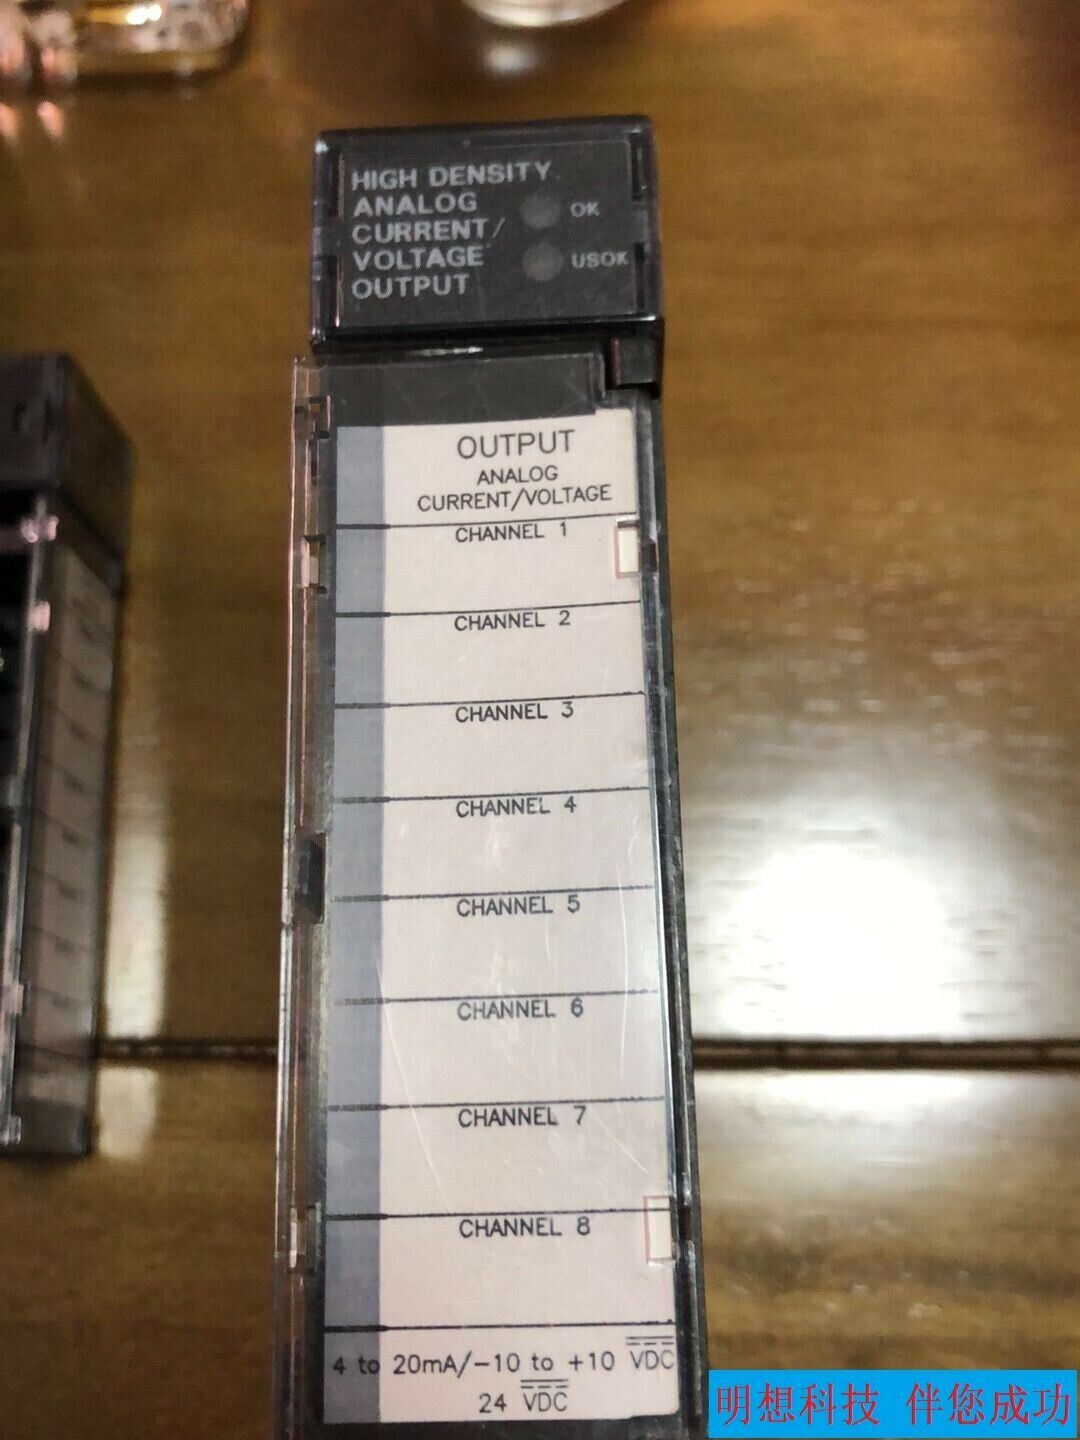 HIGH DENSITY
ANALOG
CURRENT/
VOLTAGE
OUTPUT
OK
USOK
OUTPUT
ANALOG
CURRENT/VOLTAGE
CHANNEL 1
CHANNEL 2
CHANNEL 3
CHANNEL 4
CHANNEL 5
CHANNEL 6
CHANNEL 7
CHANNEL 8
4 to 20mA/-10 to +10 VDC
24 VDC
明想科技 伴您成功